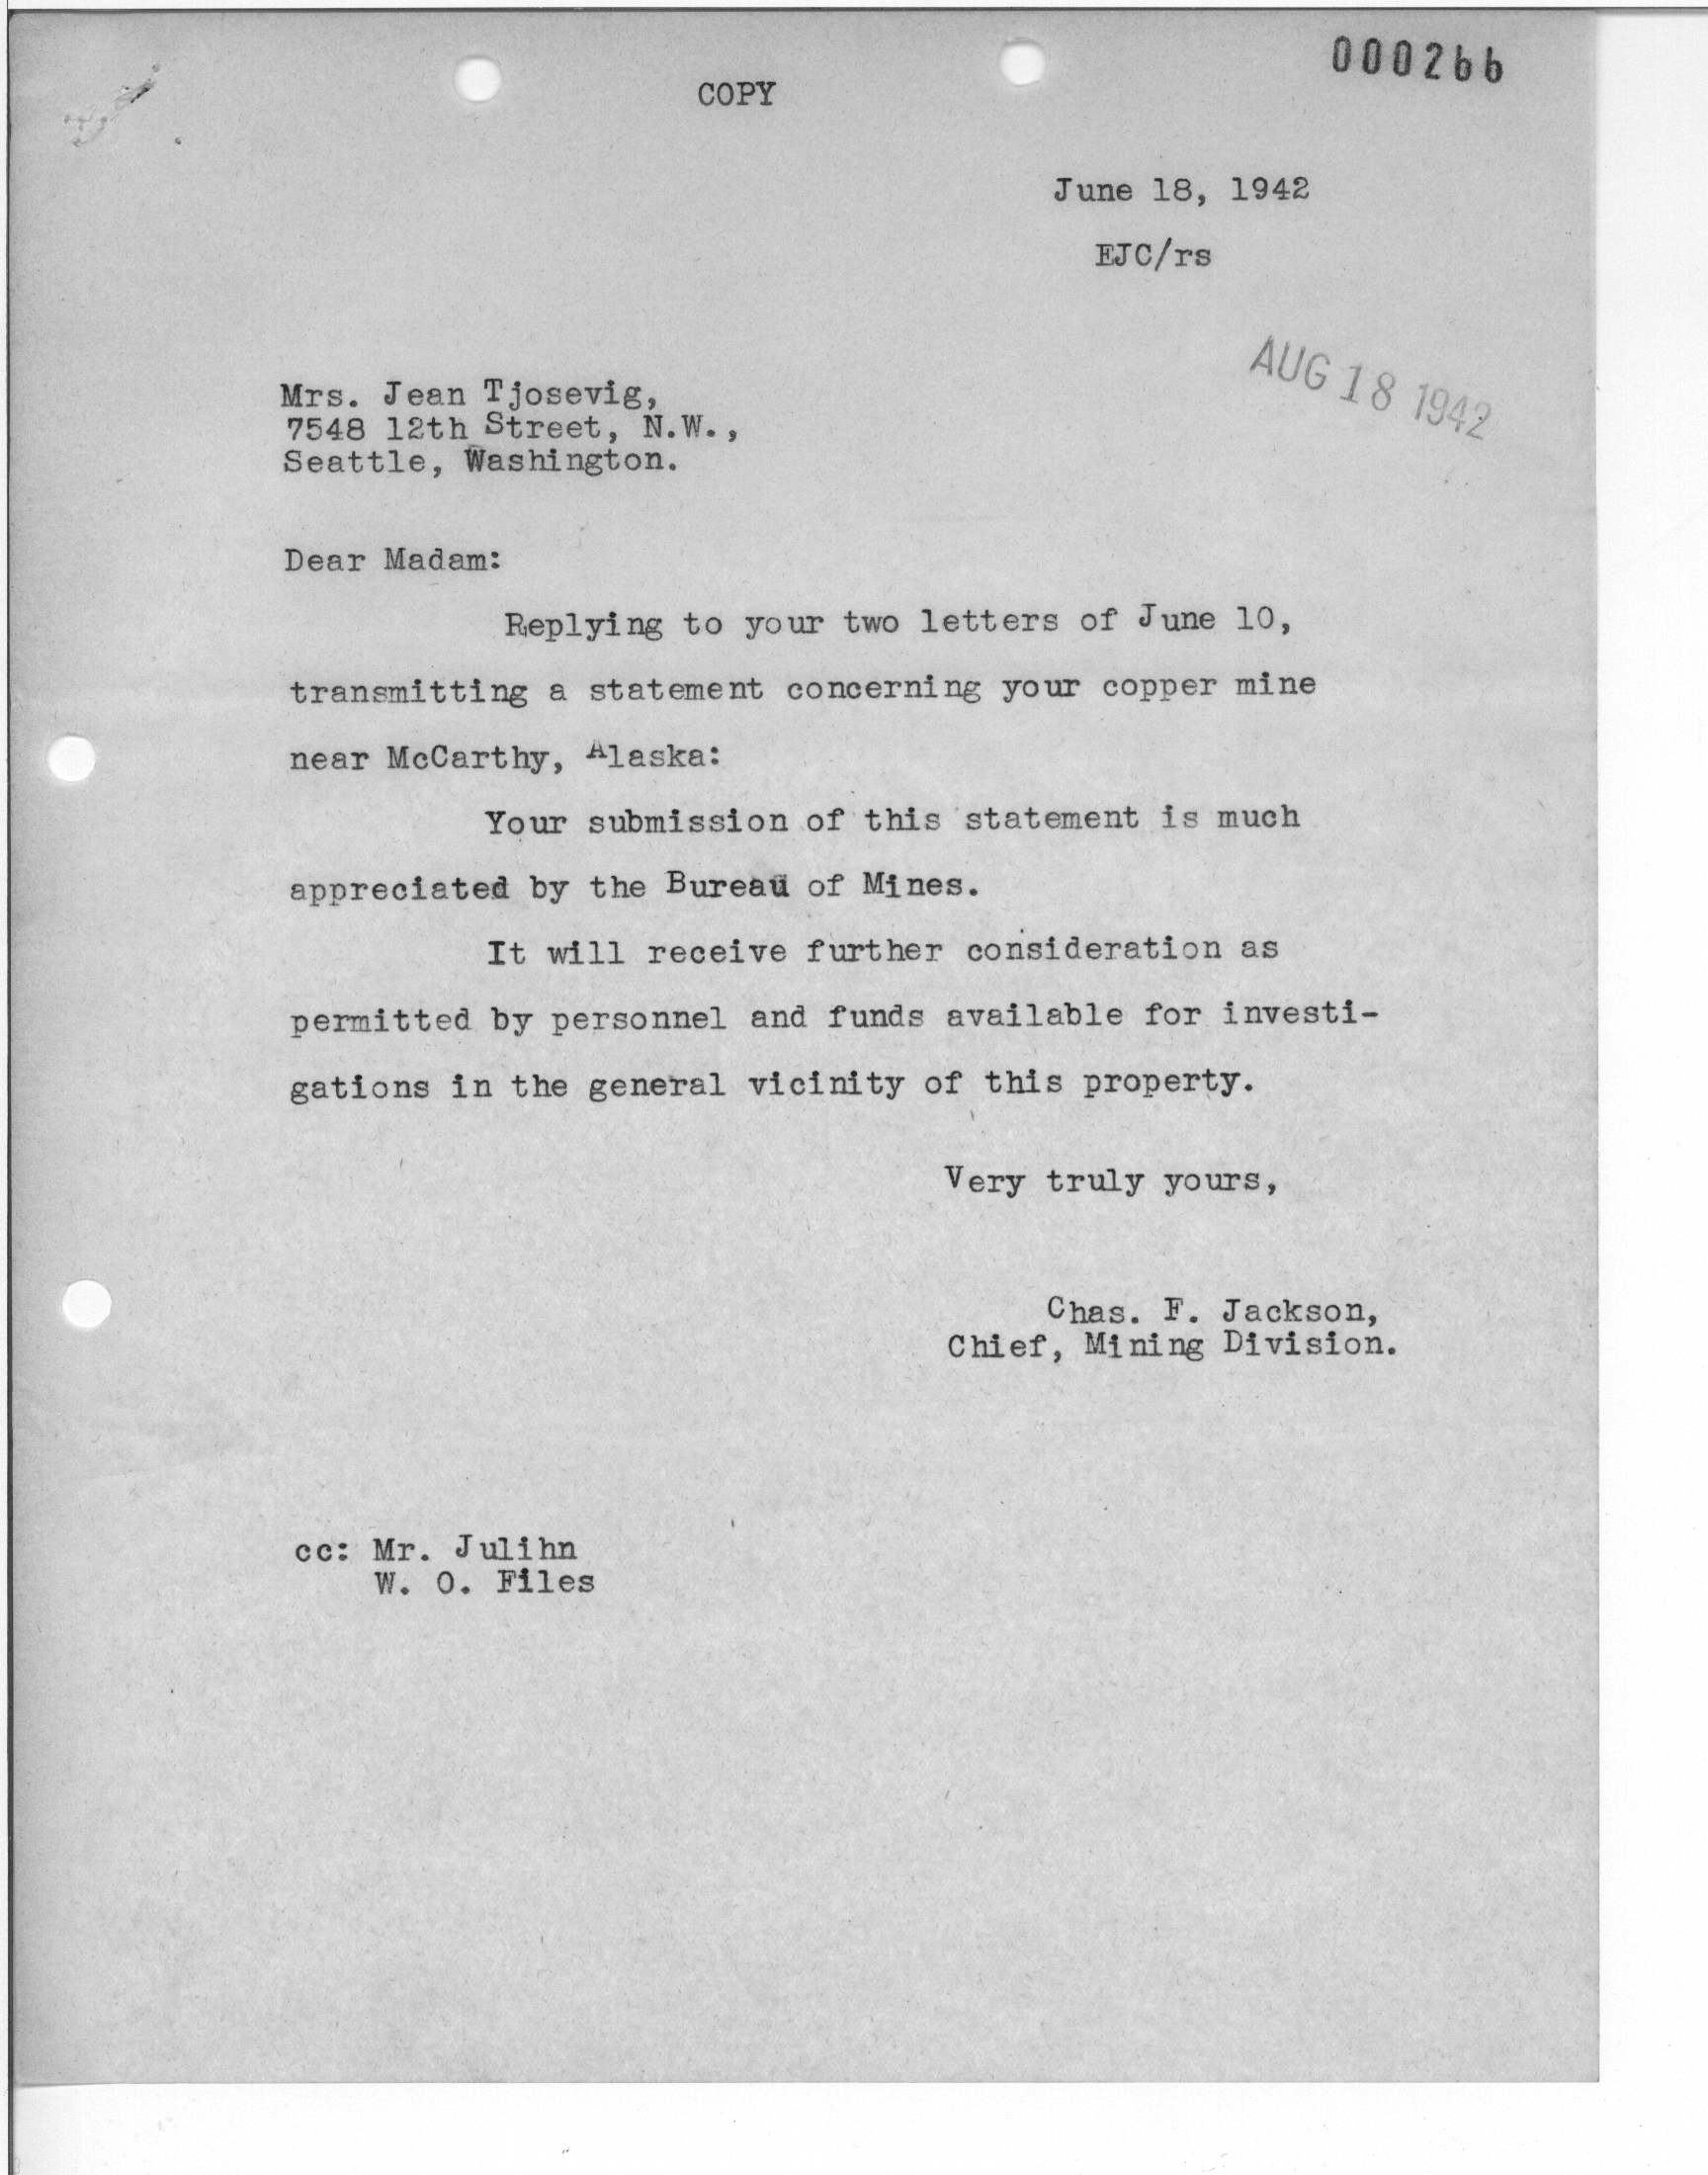 000266
COPY
June 18, 1942
EJC/rs
AUG 18 1942
Mrs. Jean Tjosevig,
7548 12th Street, N.W.,
Seattle, Washington.
Dear Madam:
Replying to your two letters of June 10,
transmitting a statement concerning your copper mine
near McCarthy, Alaska:
Your submission of this statement is much
appreciated by the Bureau of Mines.
It will receive further consideration as
permitted by personnel and funds available for investi-
gations in the general vicinity of this property.
Very truly yours,
Chas. F. Jackson,
Chief, Mining Division.
cc: Mr. Julihn
W. O. Files